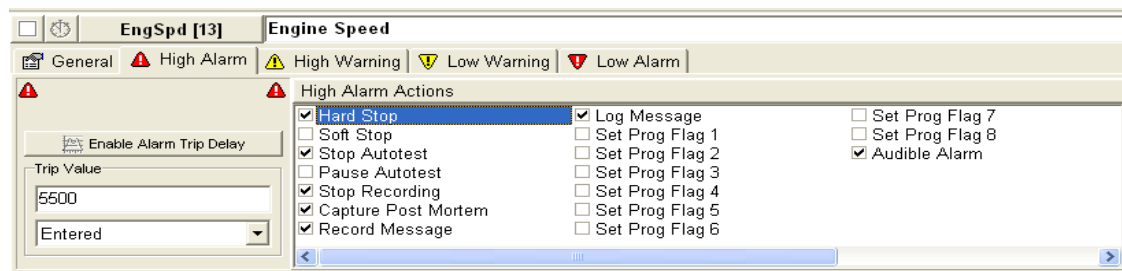 EngSpd [13] Engine Speed
General High Alarm High Warning Low Warning Low Alarm
High Alarm Actions
Enable Alarm Trip Delay
Trip Value
5500
Entered
Hard Stop
Soft Stop
Stop Autotest
Pause Autotest
Stop Recording
Capture Post Mortem
Record Message
Log Message
Set Prog Flag 1
Set Prog Flag 2
Set Prog Flag 3
Set Prog Flag 4
Set Prog Flag 5
Set Prog Flag 6
Set Prog Flag 7
Set Prog Flag 8
Audible Alarm